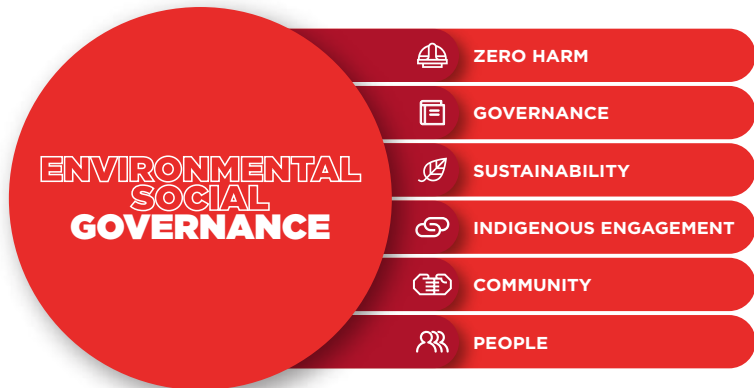 ENVIRONMENTAL
SOCIAL
GOVERNANCE
ZERO HARM
GOVERNANCE
SUSTAINABILITY
INDIGENOUS ENGAGEMENT
COMMUNITY
PEOPLE